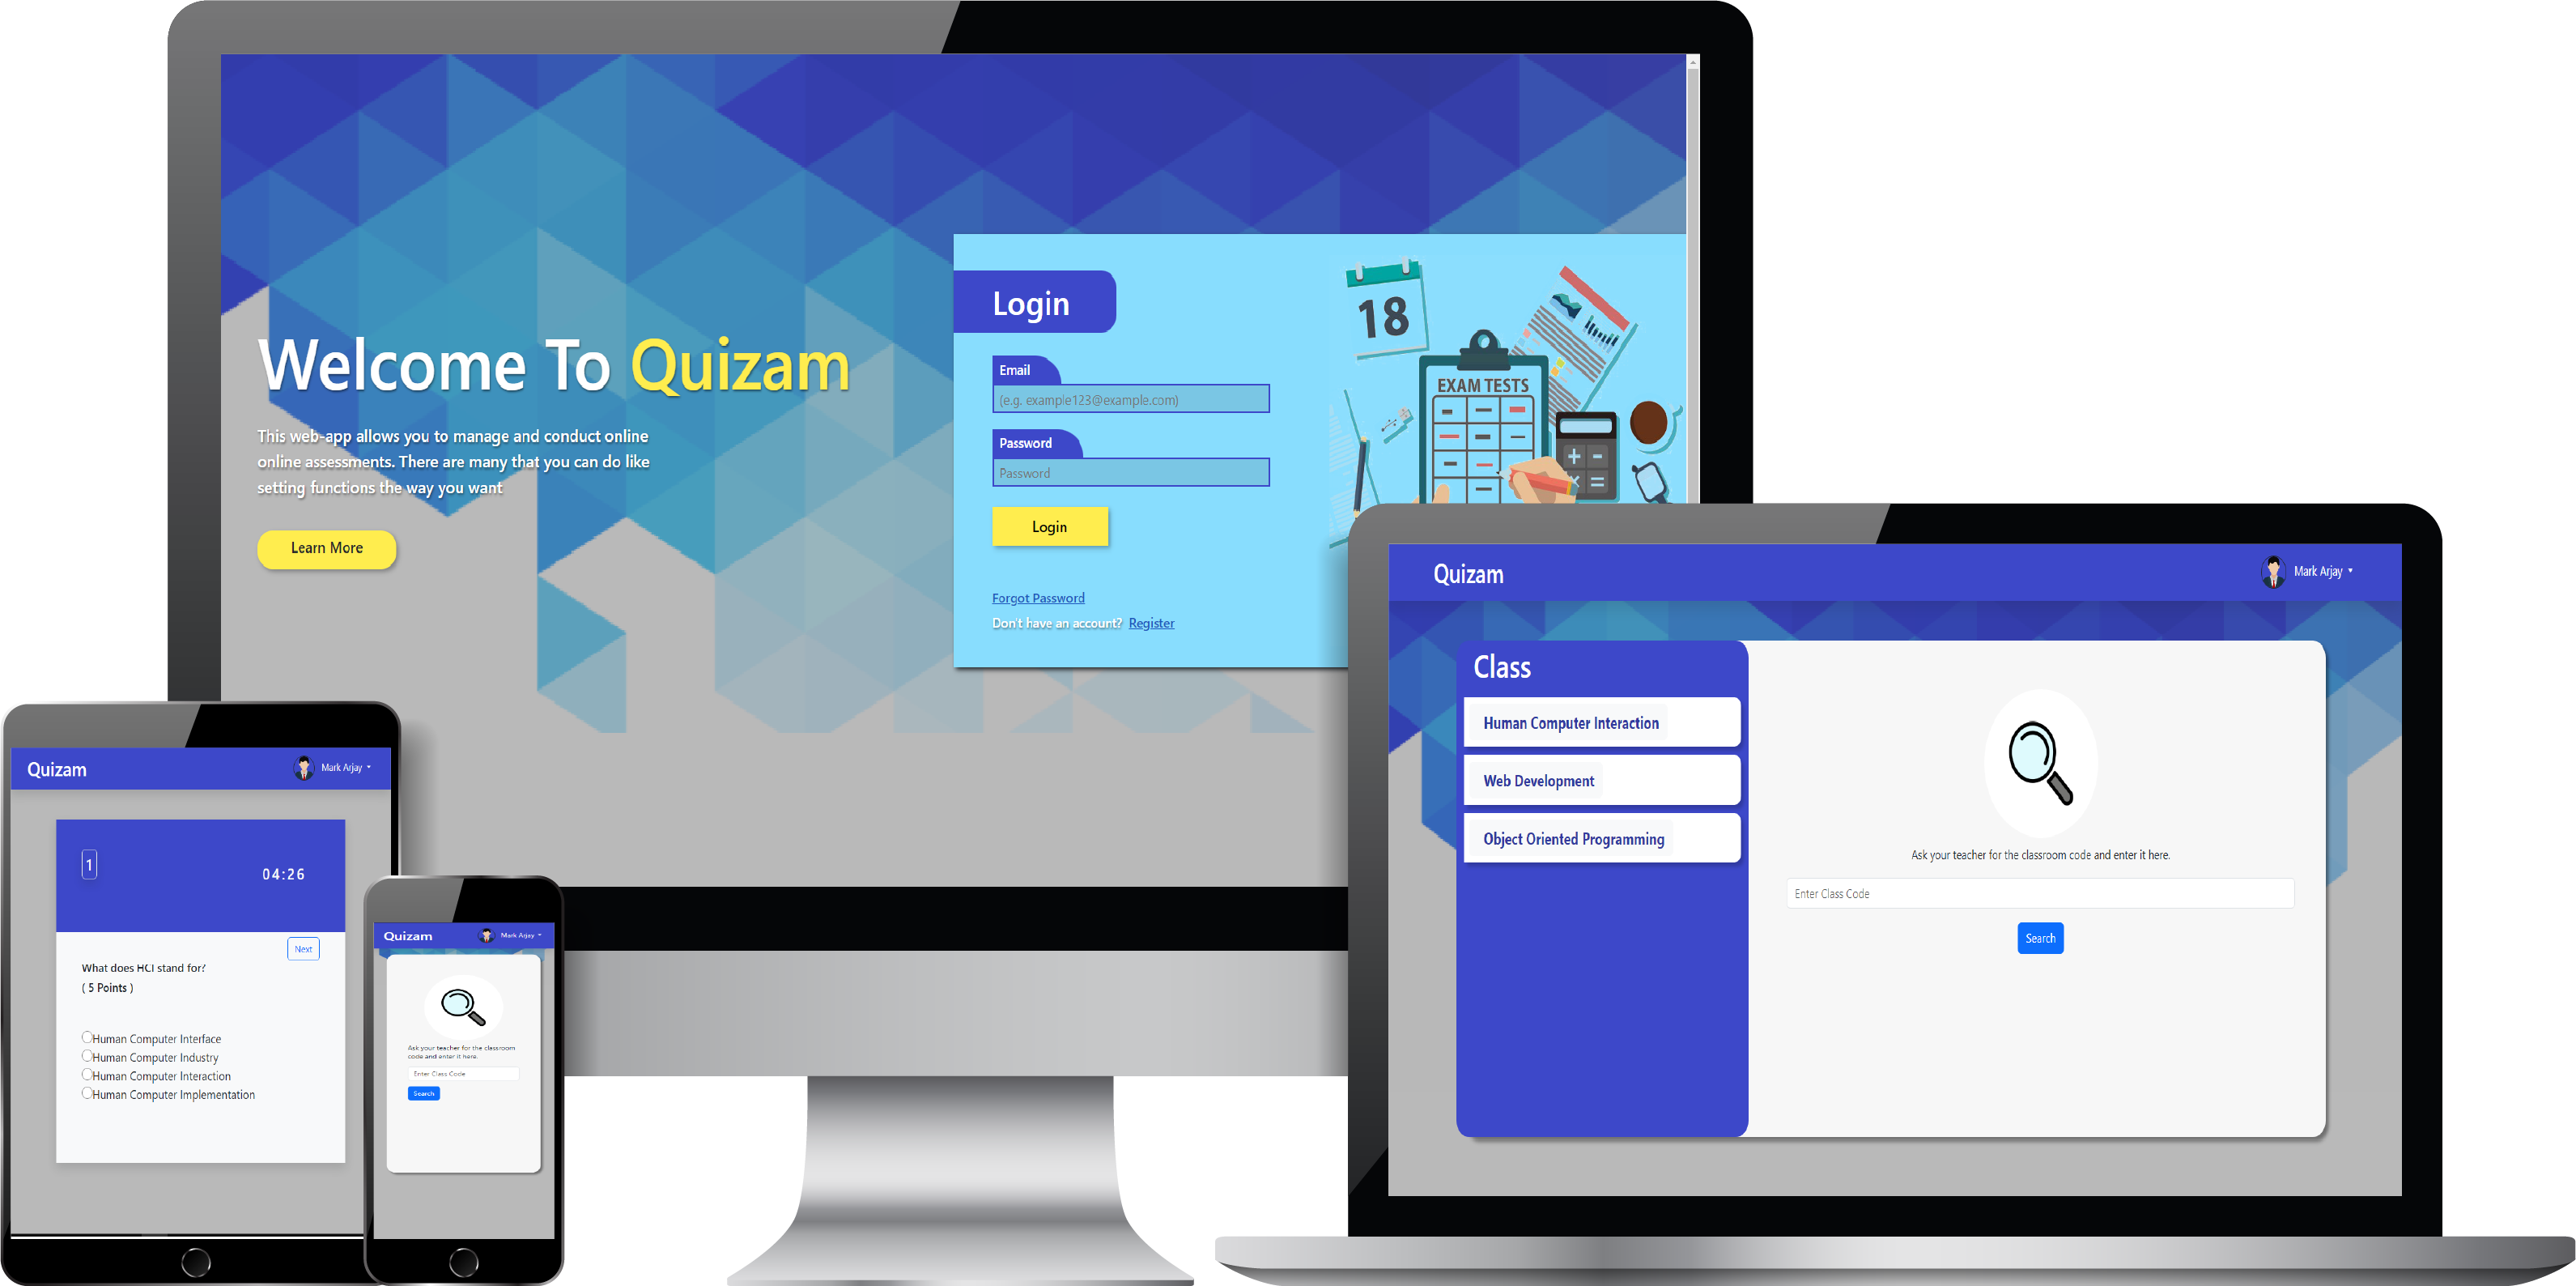 Welcome To Quizam
This web-app allows you to manage and conduct online
online assessments. There are many that you can do like
setting functions the way you want
Learn More
Login
Email
(e.g. example123@example.com)
Password
Password
Login
Forgot Password
Don't have an account? Register
18
EXAM TESTS
Quizam
Mark Arjay
Class
Human Computer Interaction
Web Development
Object Oriented Programming
Ask your teacher for the classroom code and enter it here.
Enter Class Code
Search
Quizam
Mark Arjay
1
04:26
Next
What does HCI stand for?
( 5 Points )
Human Computer Interface
Human Computer Industry
Human Computer Interaction
Human Computer Implementation
Quizam
Mark Arjay
Ask your teacher for the classroom
code and enter it here.
Enter Class Code
Search